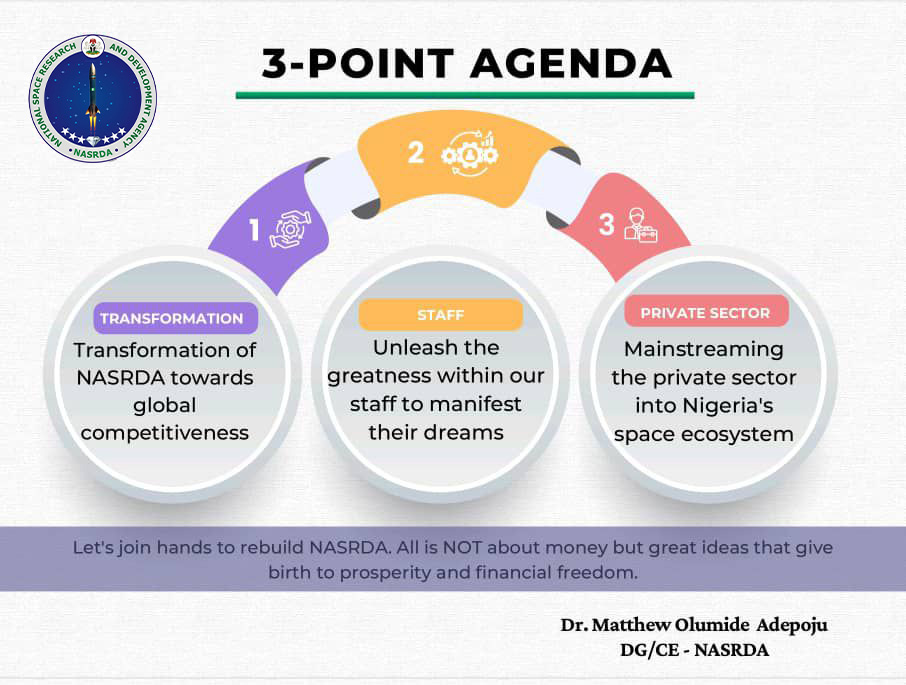 3-POINT AGENDA
NATIONAL SPACE RESEARCH AND DEVELOPMENT AGENCY
• NASRDA •
1
2
3
TRANSFORMATION
Transformation of
NASRDA towards
global
competitiveness
STAFF
Unleash the
greatness within our
staff to manifest
their dreams
PRIVATE SECTOR
Mainstreaming
the private sector
into Nigeria's
space ecosystem
Let's join hands to rebuild NASRDA. All is NOT about money but great ideas that give
birth to prosperity and financial freedom.
Dr. Matthew Olumide Adepoju
DG/CE - NASRDA